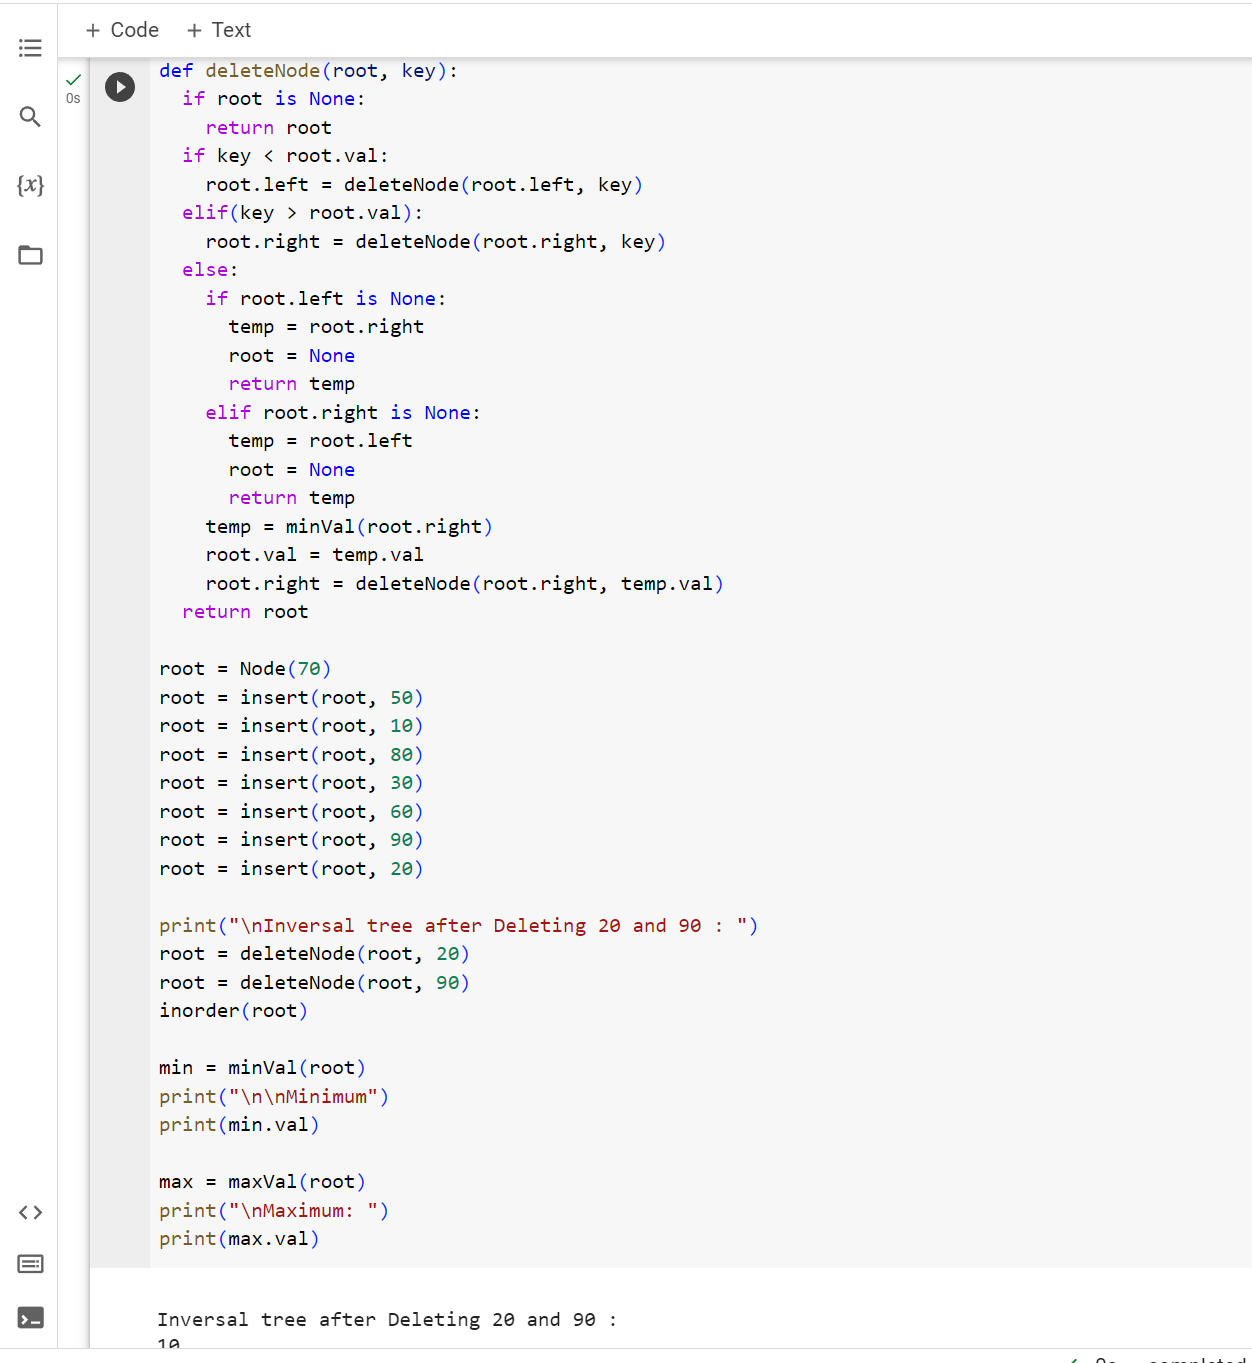 + Code + Text
0s
{x}
def deleteNode(root, key):
  if root is None:
    return root
  if key < root.val:
    root.left = deleteNode(root.left, key)
  elif(key > root.val):
    root.right = deleteNode(root.right, key)
  else:
    if root.left is None:
      temp = root.right
      root = None
      return temp
    elif root.right is None:
      temp = root.left
      root = None
      return temp
    temp = minVal(root.right)
    root.val = temp.val
    root.right = deleteNode(root.right, temp.val)
  return root

root = Node(70)
root = insert(root, 50)
root = insert(root, 10)
root = insert(root, 80)
root = insert(root, 30)
root = insert(root, 60)
root = insert(root, 90)
root = insert(root, 20)

print("\nInversal tree after Deleting 20 and 90 : ")
root = deleteNode(root, 20)
root = deleteNode(root, 90)
inorder(root)

min = minVal(root)
print("\n\nMinimum")
print(min.val)

max = maxVal(root)
print("\nMaximum: ")
print(max.val)

Inversal tree after Deleting 20 and 90 :
10
0s completed